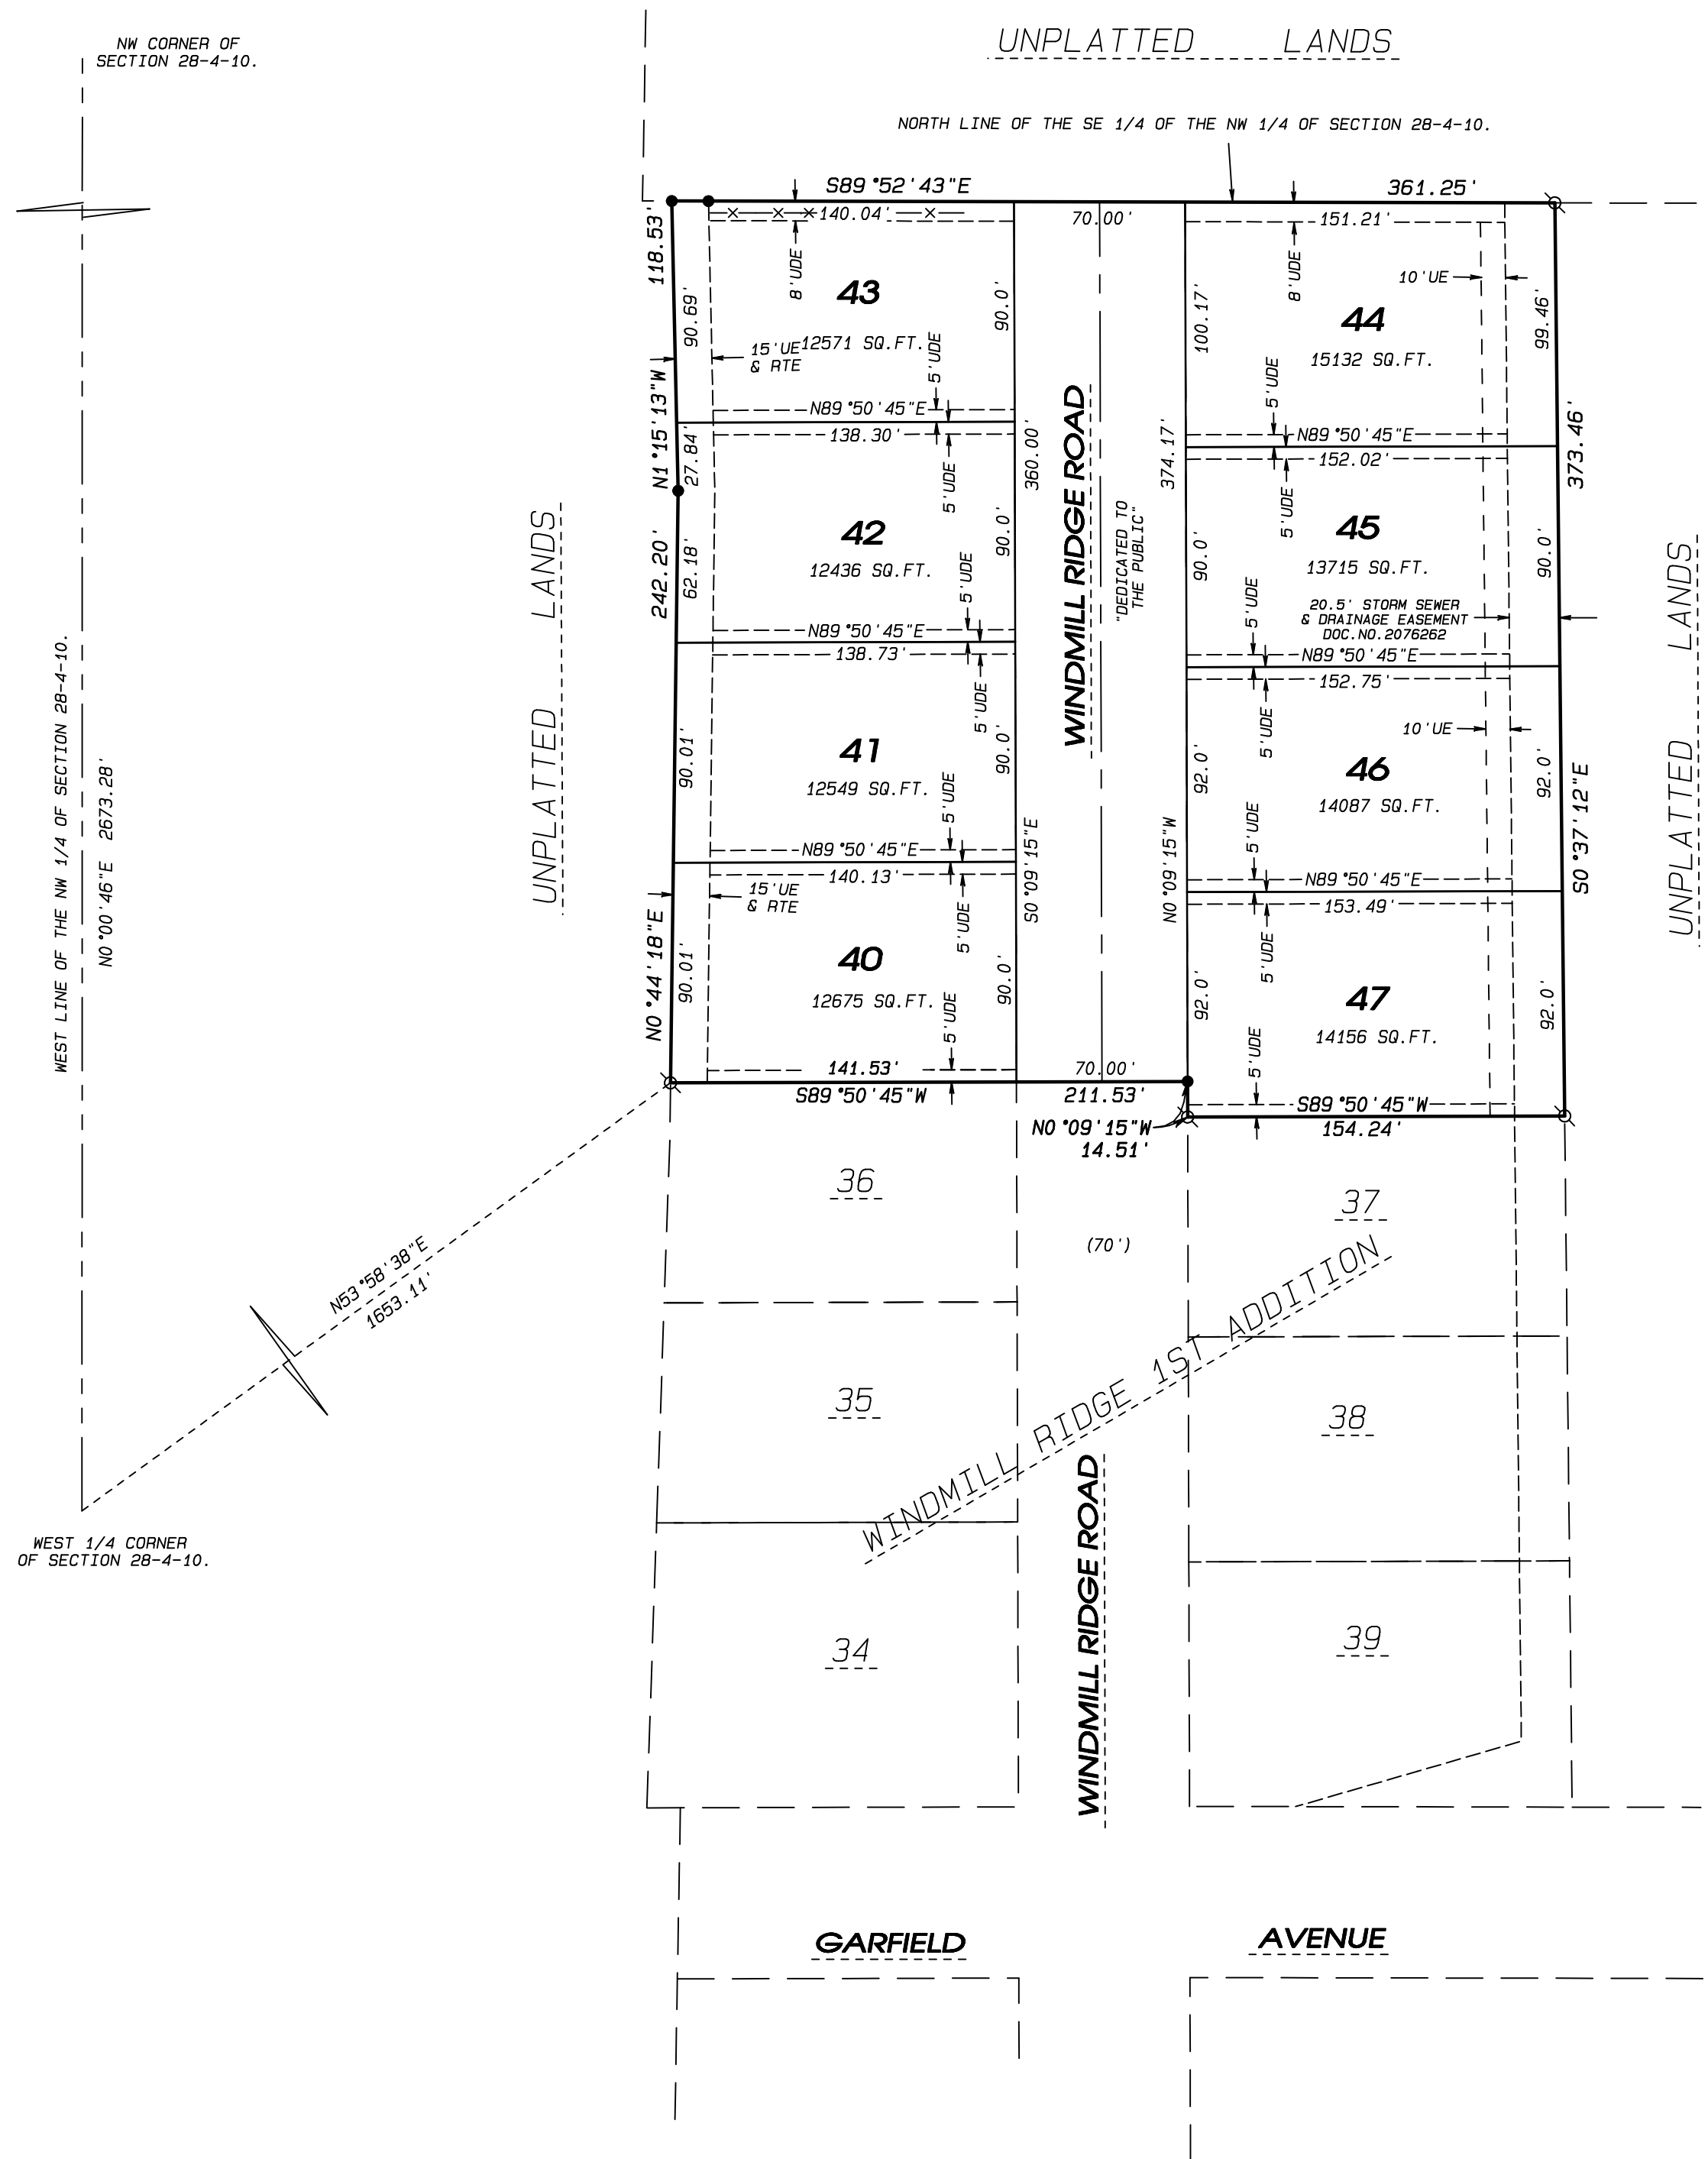 NW CORNER OF
SECTION 28-4-10.
UNPLATTED LANDS
NORTH LINE OF THE SE 1/4 OF THE NW 1/4 OF SECTION 28-4-10.
S89°52'43"E
361.25'
140.04'
70.00'
151.21'
118.53'
8'UDE
8'UDE
10'UE
43
90.69'
90.0'
100.17'
44
99.46'
15'UE
& RTE
12571 SQ.FT.
5'UDE
15132 SQ.FT.
5'UDE
N1°15'13"W
N89°50'45"E
138.30'
27.84'
5'UDE
360.00'
WINDMILL RIDGE ROAD
374.17'
N89°50'45"E
152.02'
5'UDE
373.46'
UNPLATTED LANDS
242.20'
62.18'
42
12436 SQ.FT.
90.0'
5'UDE
"DEDICATED TO
THE PUBLIC"
90.0'
45
13715 SQ.FT.
90.0'
5'UDE
20.5' STORM SEWER
& DRAINAGE EASEMENT
DOC.NO.2076262
N89°50'45"E
138.73'
5'UDE
N89°50'45"E
152.75'
5'UDE
UNPLATTED LANDS
WEST LINE OF THE NW 1/4 OF SECTION 28-4-10.
N0°00'46"E 2673.28'
90.01'
41
12549 SQ.FT.
90.0'
5'UDE
10'UE
92.0'
46
14087 SQ.FT.
92.0'
5'UDE
S0°37'12"E
N89°50'45"E
140.13'
5'UDE
S0°09'15"E
N0°09'15"W
N89°50'45"E
153.49'
5'UDE
15'UE
& RTE
N0°44'18"E
90.01'
40
12675 SQ.FT.
90.0'
5'UDE
92.0'
47
14156 SQ.FT.
92.0'
5'UDE
141.53'
70.00'
S89°50'45"W
211.53'
S89°50'45"W
154.24'
N0°09'15"W
14.51'
36
37
(70')
N53°58'38"E
1653.11'
WINDMILL RIDGE 1ST ADDITION
35
38
WEST 1/4 CORNER
OF SECTION 28-4-10.
WINDMILL RIDGE ROAD
34
39
GARFIELD AVENUE